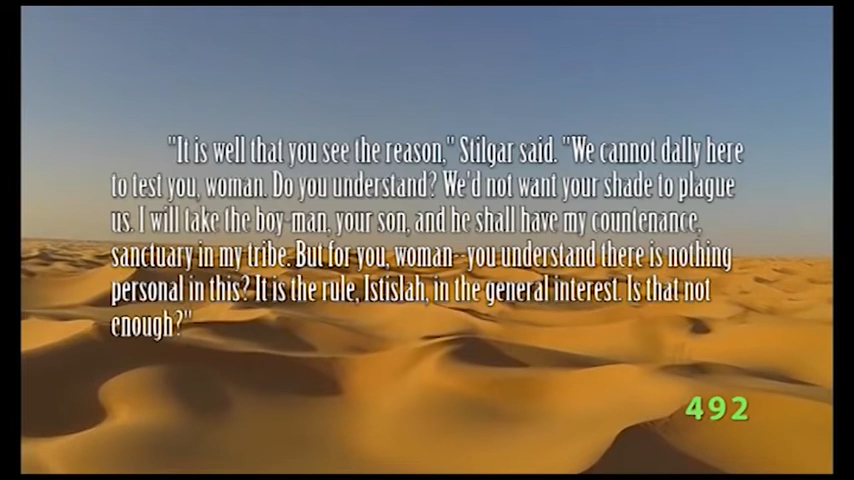 "It is well that you see the reason," Stilgar said. "We cannot dally here
to test you, woman. Do you understand? We'd not want your shade to plague
us. I will take the boy-man, your son, and he shall have my countenance,
sanctuary in my tribe. But for you, woman--you understand there is nothing
personal in this? It is the rule, Istislah, in the general interest. Is that not
enough?"
492